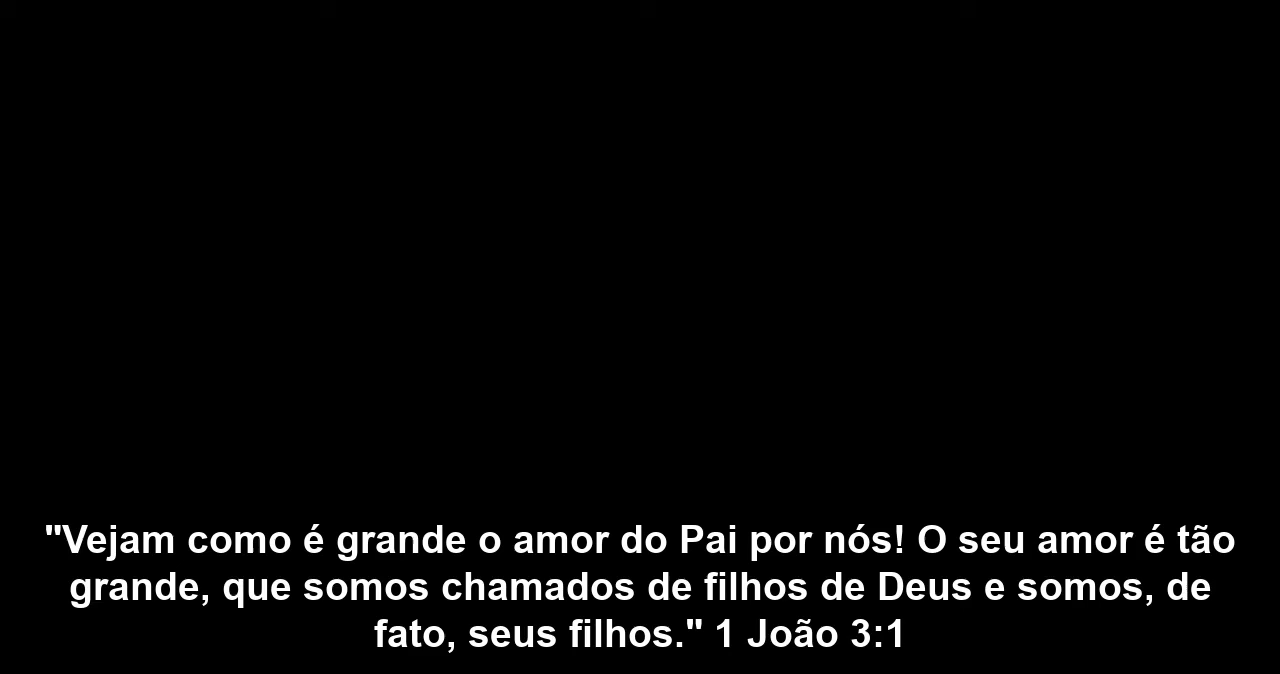 "Vejam como é grande o amor do Pai por nós! O seu amor é tão
grande, que somos chamados de filhos de Deus e somos, de
fato, seus filhos." 1 João 3:1